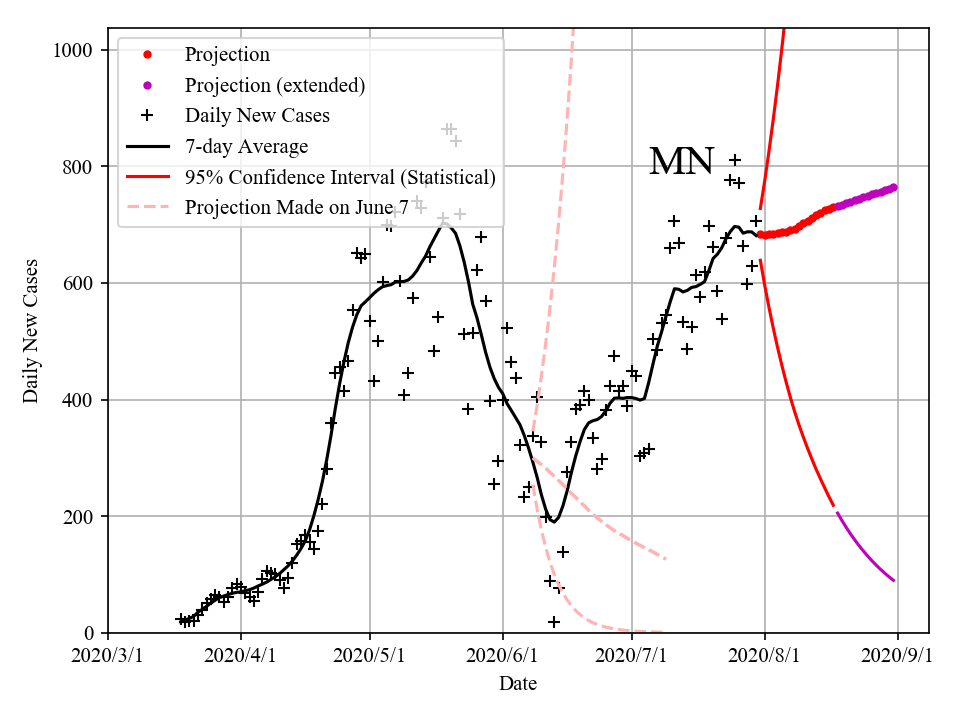 1000
800
600
400
200
0
Daily New Cases
Projection
Projection (extended)
Daily New Cases
7-day Average
95% Confidence Interval (Statistical)
Projection Made on June 7
MN
2020/3/1 2020/4/1 2020/5/1 2020/6/1 2020/7/1 2020/8/1 2020/9/1
Date